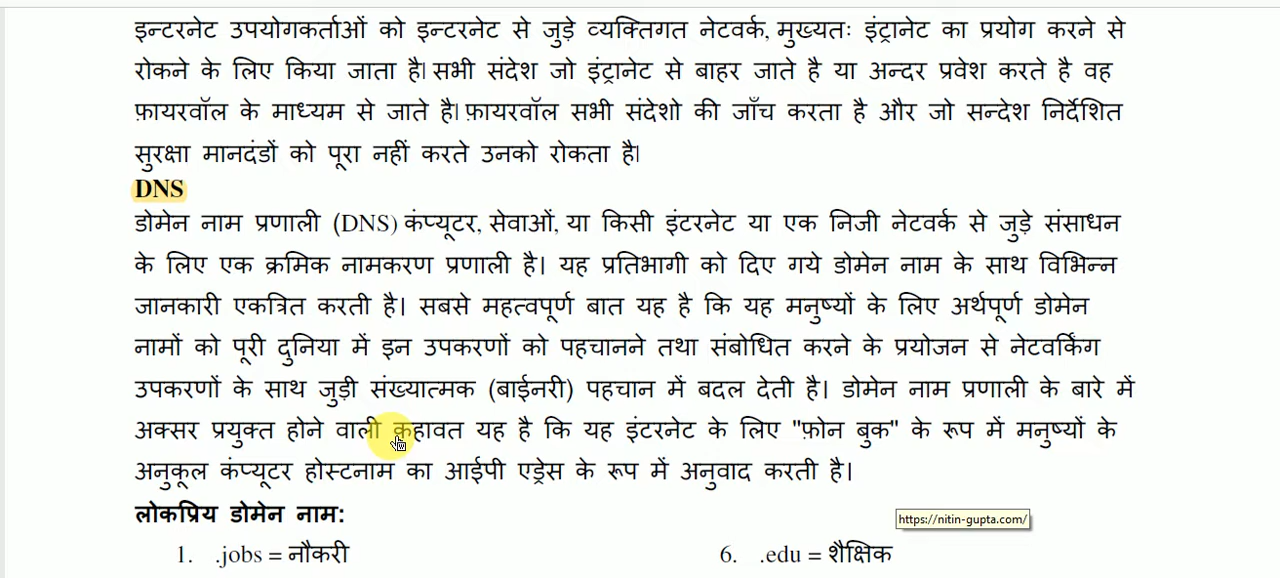 इन्टरनेट उपयोगकर्ताओं को इन्टरनेट से जुड़े व्यक्तिगत नेटवर्क, मुख्यतः इंट्रानेट का प्रयोग करने से
रोकने के लिए किया जाता है। सभी संदेश जो इंट्रानेट से बाहर जाते है या अन्दर प्रवेश करते है वह
फ़ायरवॉल के माध्यम से जाते है। फ़ायरवॉल सभी संदेशो की जाँच करता है और जो सन्देश निर्देशित
सुरक्षा मानदंडों को पूरा नहीं करते उनको रोकता है।
DNS
डोमेन नाम प्रणाली (DNS) कंप्यूटर, सेवाओं, या किसी इंटरनेट या एक निजी नेटवर्क से जुड़े संसाधन
के लिए एक क्रमिक नामकरण प्रणाली है। यह प्रतिभागी को दिए गये डोमेन नाम के साथ विभिन्न
जानकारी एकत्रित करती है। सबसे महत्वपूर्ण बात यह है कि यह मनुष्यों के लिए अर्थपूर्ण डोमेन
नामों को पूरी दुनिया में इन उपकरणों को पहचानने तथा संबोधित करने के प्रयोजन से नेटवर्किंग
उपकरणों के साथ जुड़ी संख्यात्मक (बाईनरी) पहचान में बदल देती है। डोमेन नाम प्रणाली के बारे में
अक्सर प्रयुक्त होने वाली कहावत यह है कि यह इंटरनेट के लिए "फ़ोन बुक" के रूप में मनुष्यों के
अनुकूल कंप्यूटर होस्टनाम का आईपी एड्रेस के रूप में अनुवाद करती है।
लोकप्रिय डोमेन नाम:
https://nitin-gupta.com/
1. .jobs = नौकरी
6. .edu = शैक्षिक